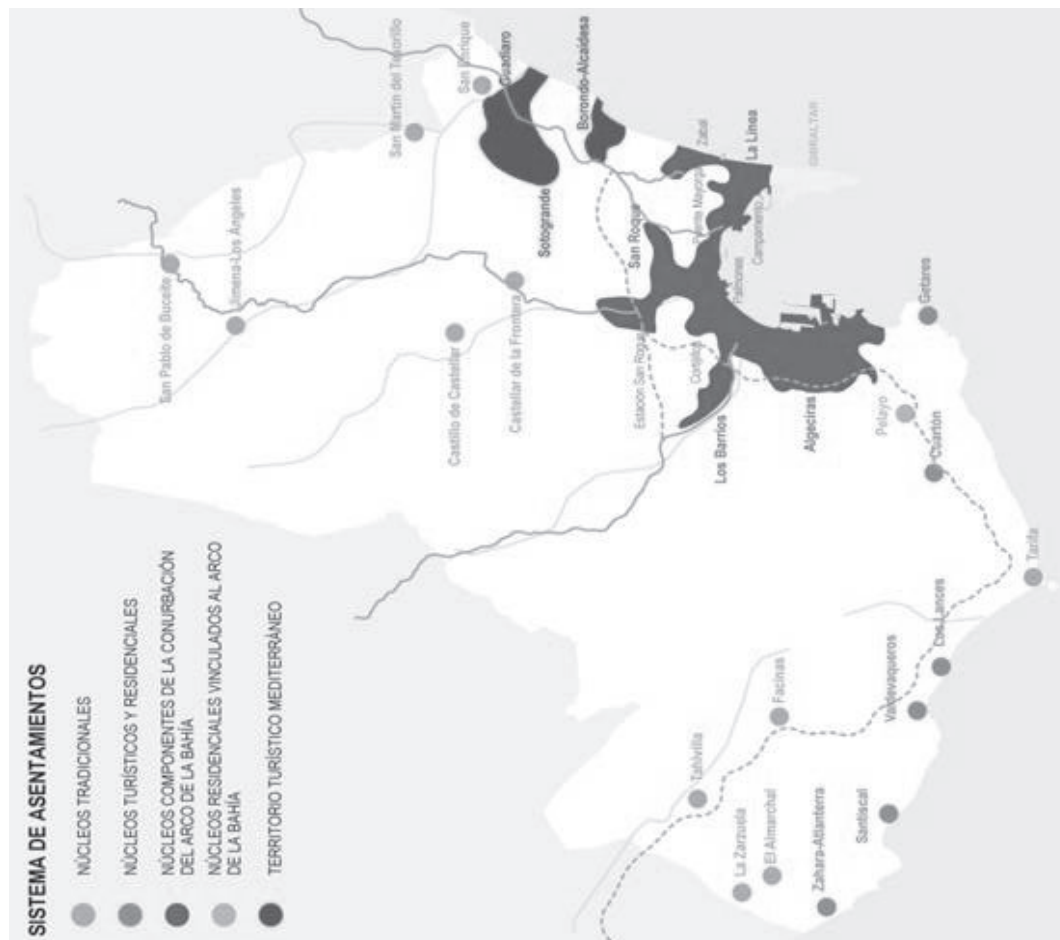 SISTEMA DE ASENTAMIENTOS
NÚCLEOS TRADICIONALES
NÚCLEOS TURÍSTICOS Y RESIDENCIALES
NÚCLEOS COMPONENTES DE LA CONURBACIÓN
DEL ARCO DE LA BAHÍA
NÚCLEOS RESIDENCIALES VINCULADOS AL ARCO
DE LA BAHÍA
TERRITORIO TURÍSTICO MEDITERRÁNEO
San Pablo de Buceite
Jimena-Los Ángeles
San Martín del Tesorillo
San Enrique
Guadiaro
Castillo de Castellar
Castellar de la Frontera
Sotogrande
Borondo-Alcaidesa
Estación San Roque
San Roque
Puente Mayorga
Zabal
La Línea
Campamento
GIBRALTAR
Palmones
Cortijillos
Los Barrios
Algeciras
Getares
Pelayo
Cuartón
Tarifa
Los Lances
Valdevaqueros
Facinas
Tahivilla
La Zarzuela
El Almarchal
Zahara-Atlanterra
Santiscal